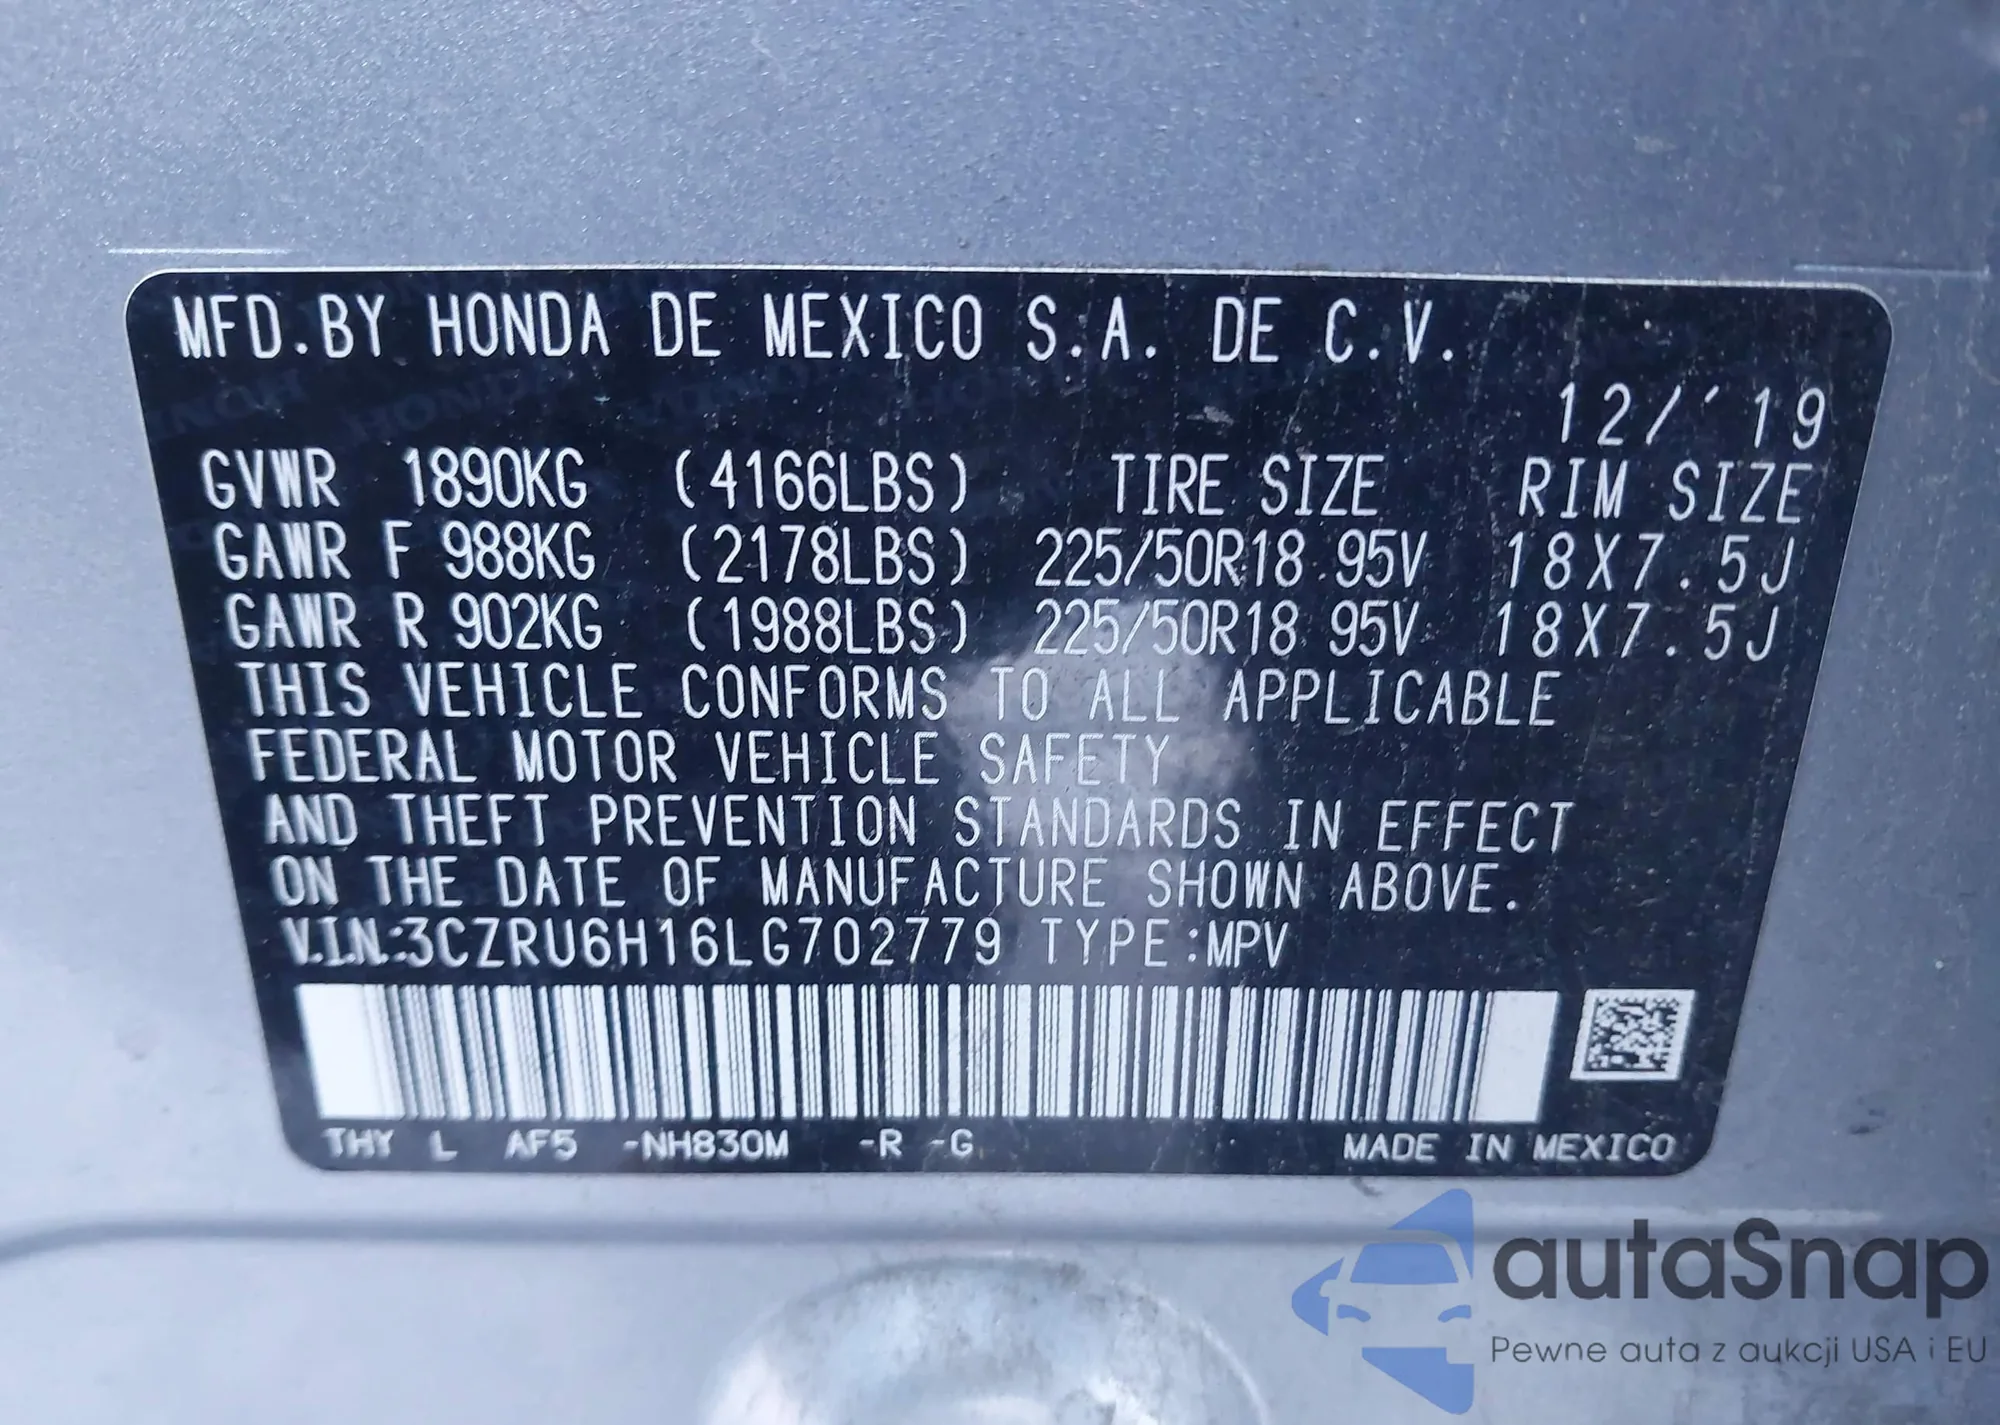 MFD.BY HONDA DE MEXICO S.A. DE C.V.
12/'19
GVWR 1890KG (4166LBS) TIRE SIZE RIM SIZE
GAWR F 988KG (2178LBS) 225/50R18 95V 18X7.5J
GAWR R 902KG (1988LBS) 225/50R18 95V 18X7.5J
THIS VEHICLE CONFORMS TO ALL APPLICABLE
FEDERAL MOTOR VEHICLE SAFETY
AND THEFT PREVENTION STANDARDS IN EFFECT
ON THE DATE OF MANUFACTURE SHOWN ABOVE.
V.I.N.:3CZRU6H16LG702779 TYPE:MPV
THY L AF5 -NH830M -R -G MADE IN MEXICO
autaSnap
Pewne auta z aukcji USA i EU